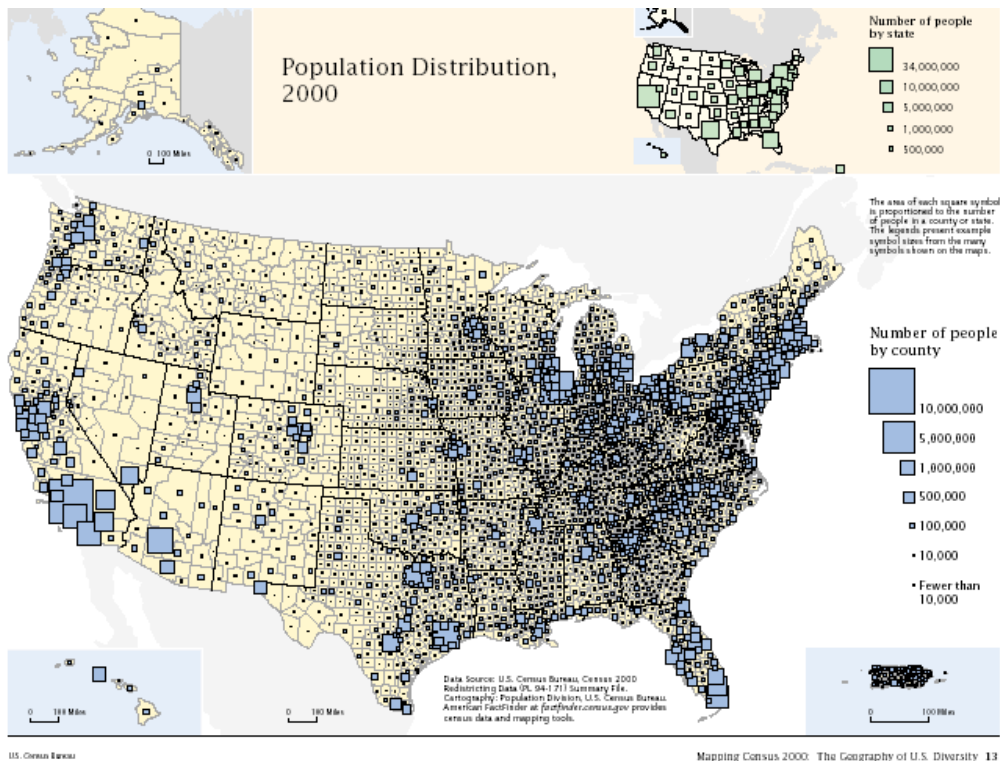 Population Distribution,
2000
Number of people
by state
34,000,000
10,000,000
5,000,000
1,000,000
500,000
0 100 Miles
The area of each square symbol
is proportioned to the number
of people in a county or state.
The legends present example
symbol sizes from the many
symbols shown on the maps.
Number of people
by county
10,000,000
5,000,000
1,000,000
500,000
100,000
10,000
Fewer than
10,000
Data Source: U.S. Census Bureau, Census 2000
Redistricting Data (PL 94-171) Summary File.
Cartography: Population Division, U.S. Census Bureau.
American FactFinder at factfinder.census.gov provides
census data and mapping tools.
0 100 Miles
0 100 Miles
0 100 Miles
U.S. Census Bureau
Mapping Census 2000: The Geography of U.S. Diversity 13